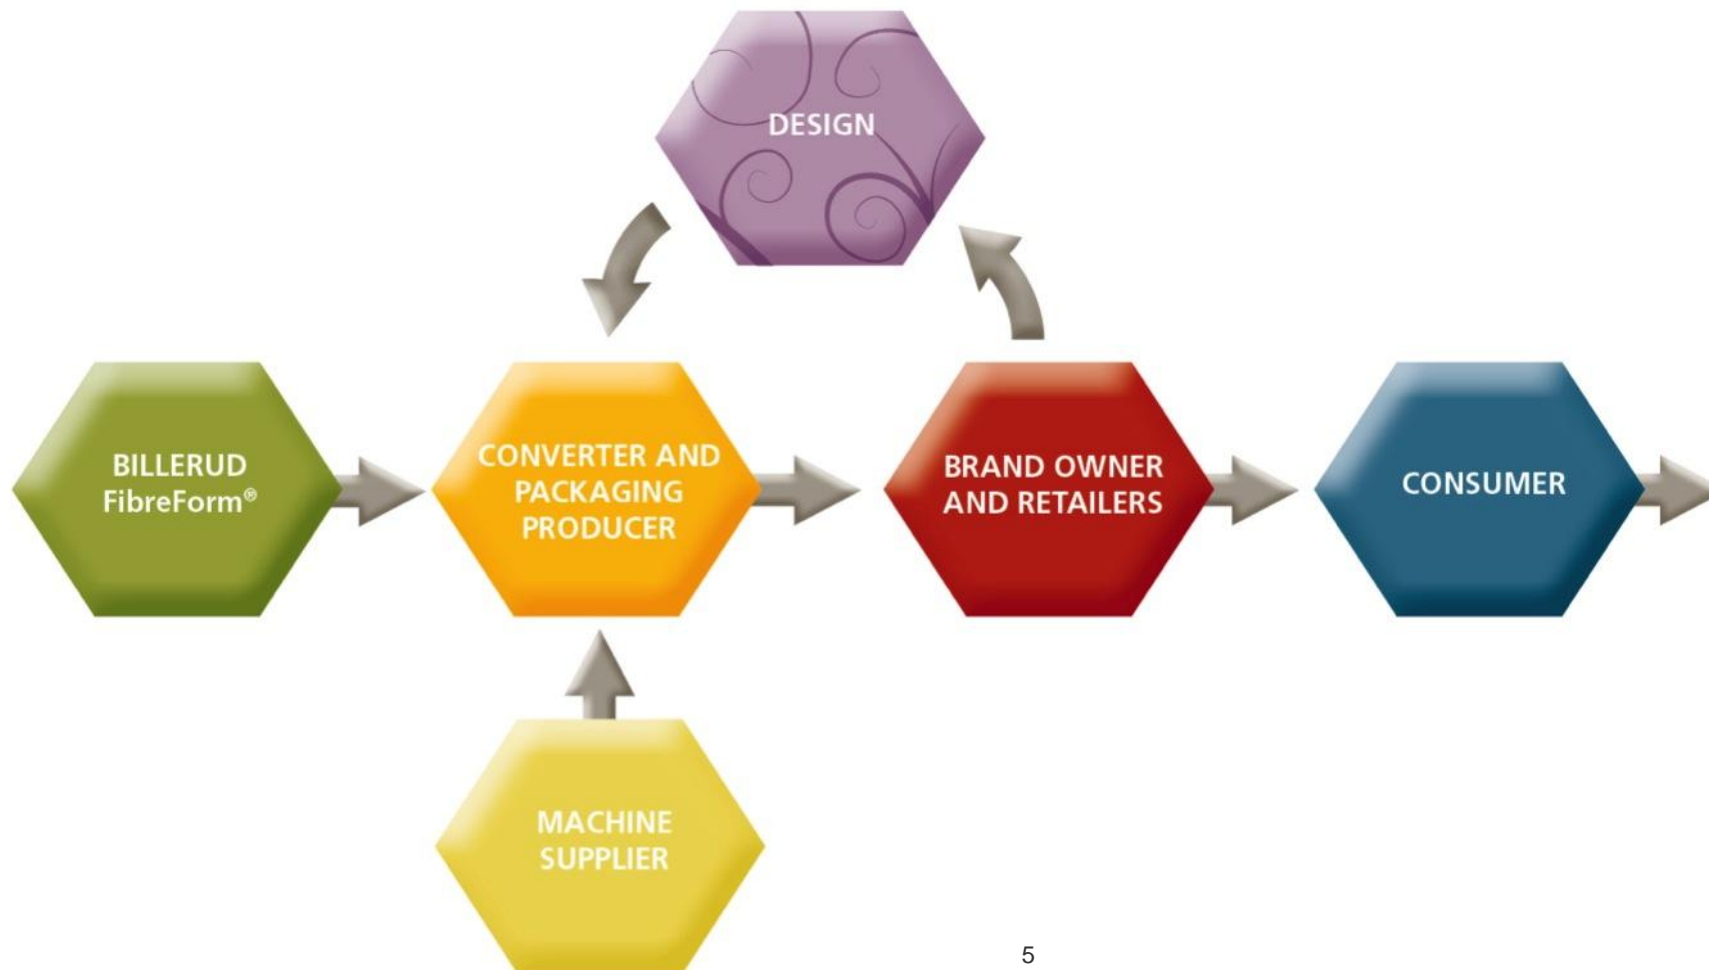 DESIGN
BILLERUD
FibreForm®
CONVERTER AND
PACKAGING
PRODUCER
BRAND OWNER
AND RETAILERS
CONSUMER
MACHINE
SUPPLIER
5